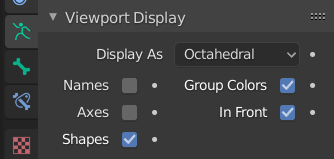 Viewport Display
Display As Octahedral
Names Group Colors
Axes In Front
Shapes